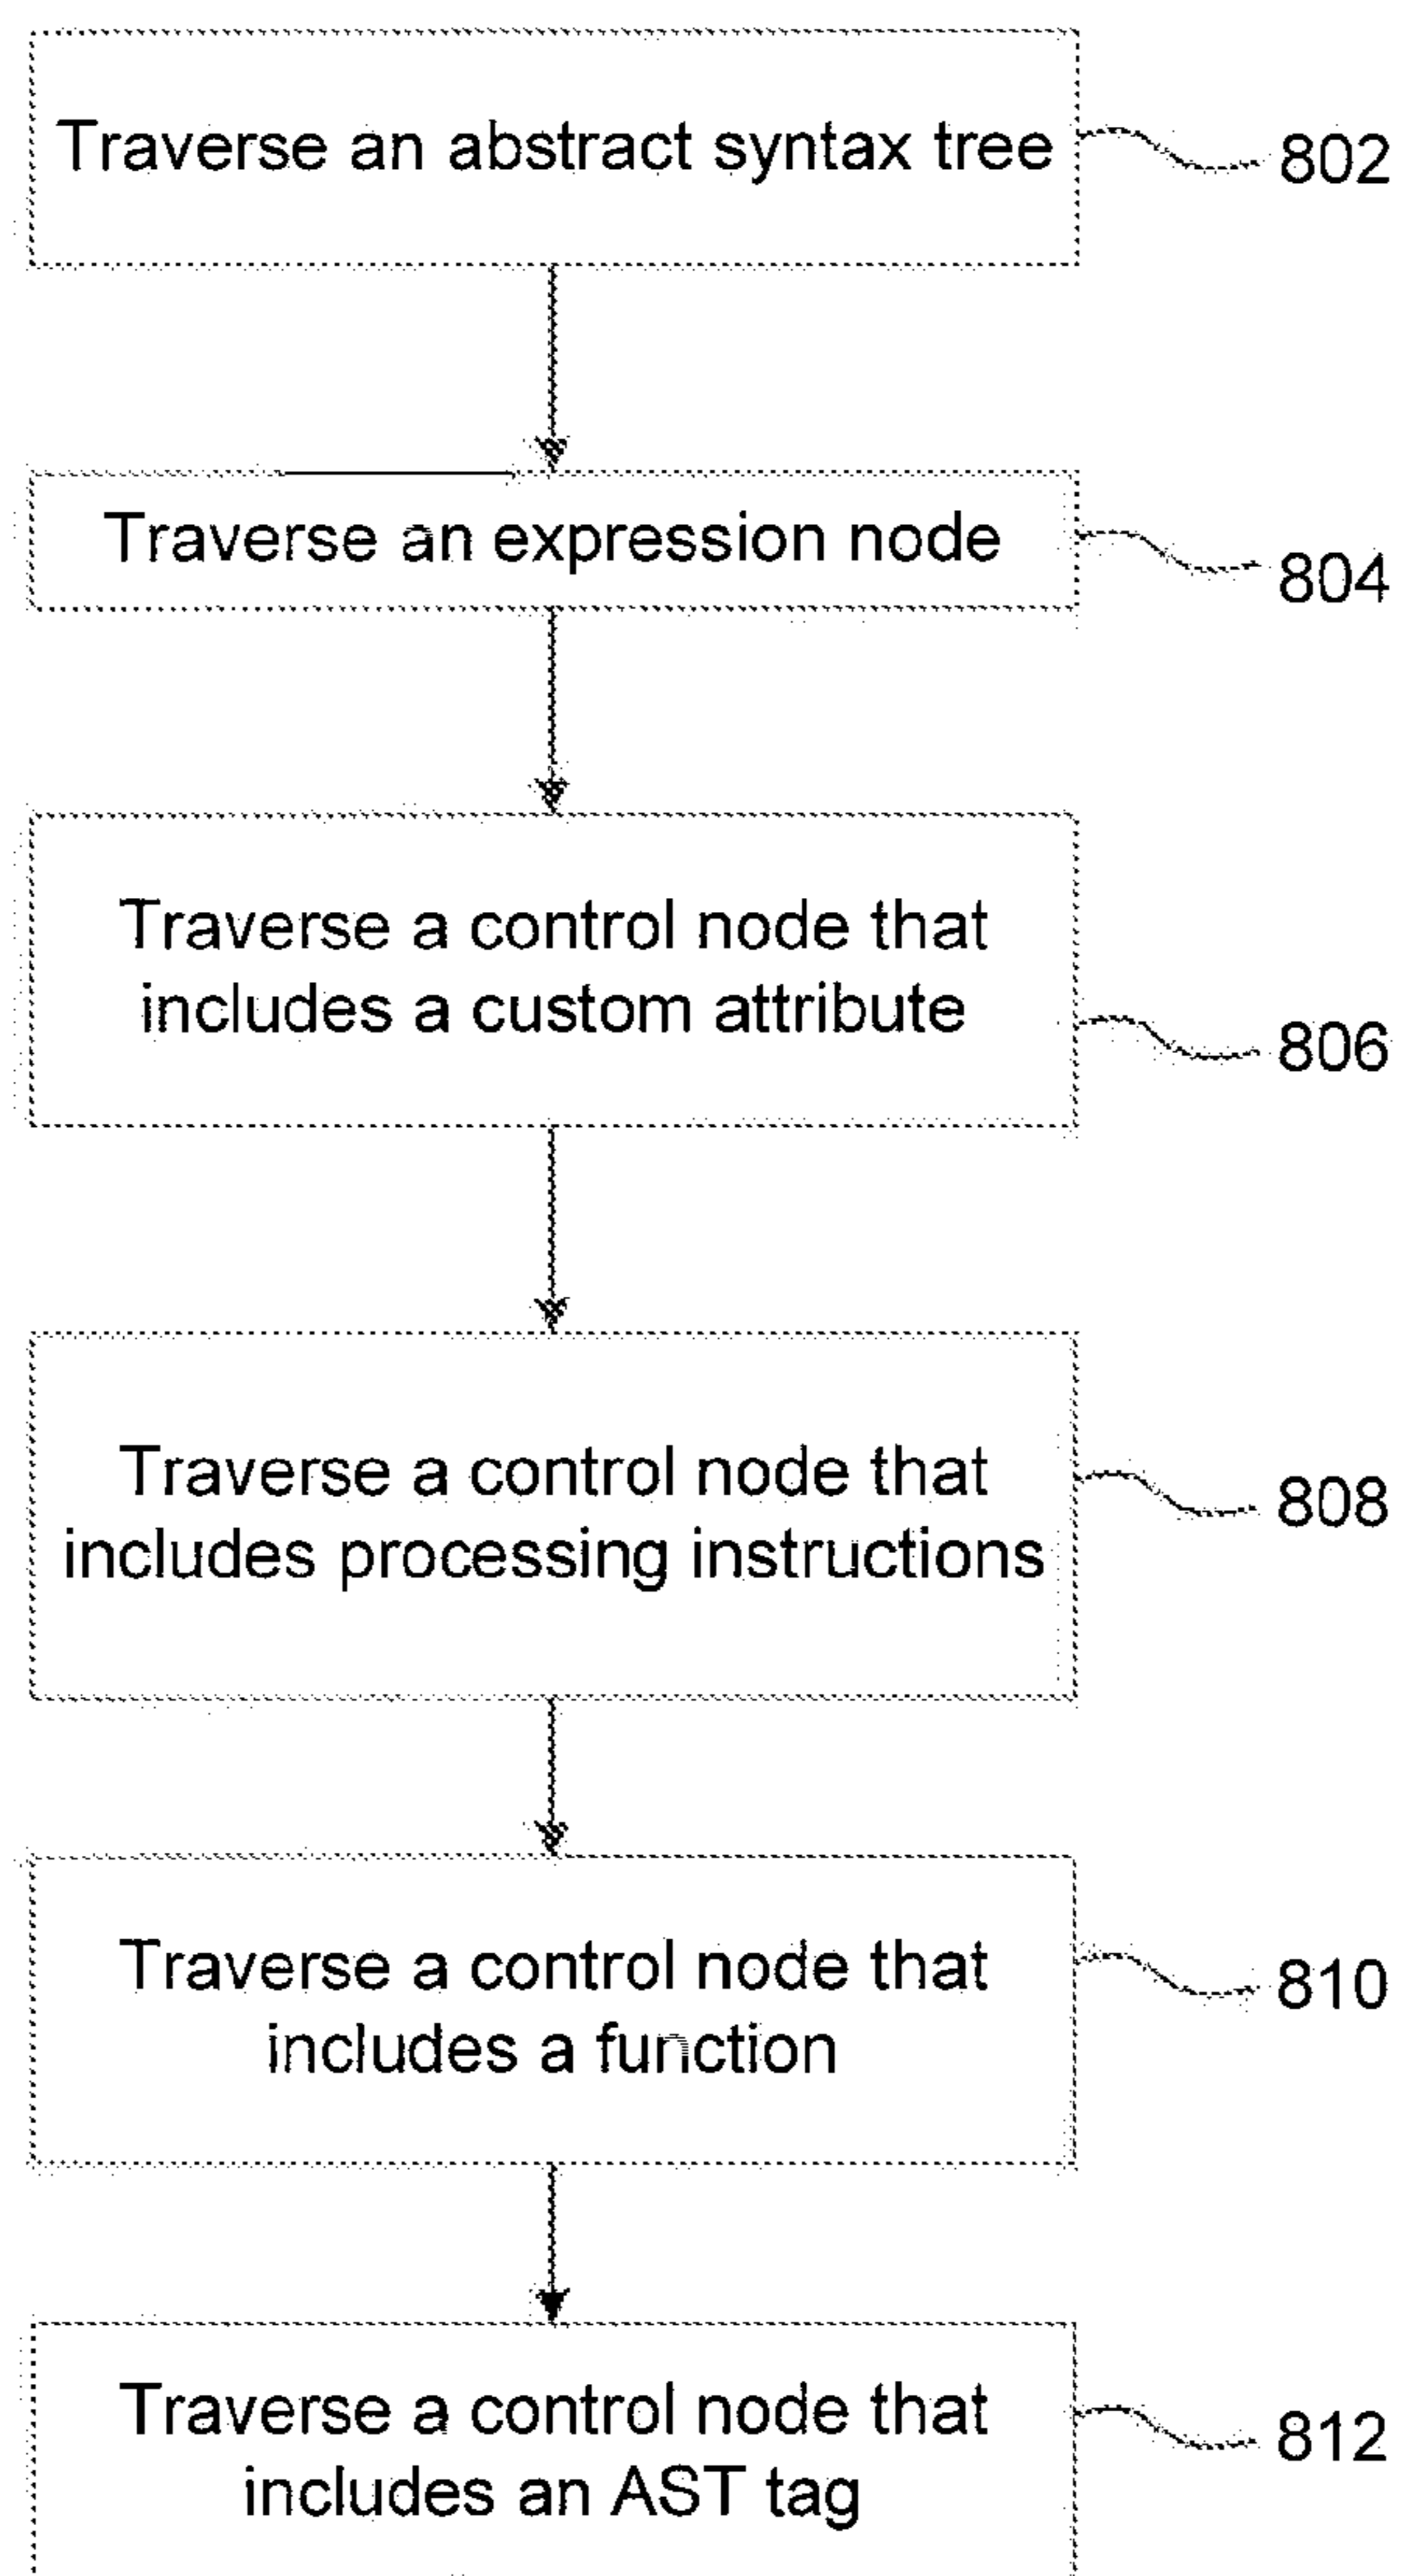 Traverse an abstract syntax tree
802
Traverse an expression node
804
Traverse a control node that
includes a custom attribute
806
Traverse a control node that
includes processing instructions
808
Traverse a control node that
includes a function
810
Traverse a control node that
includes an AST tag
812